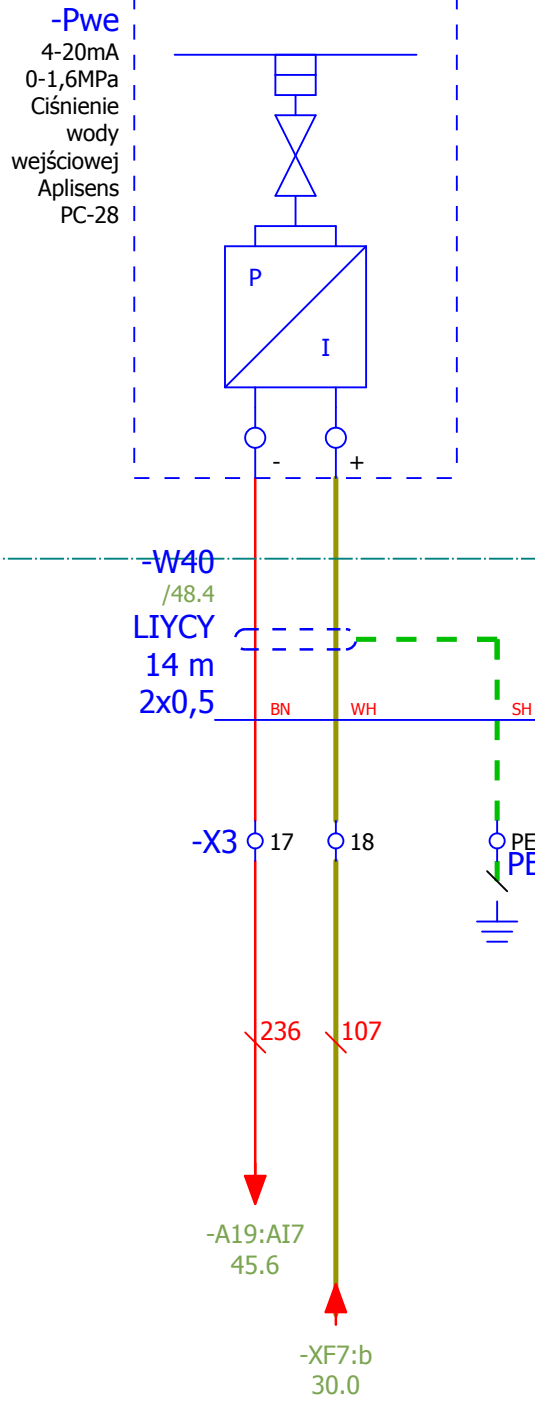 -Pwe
4-20mA
0-1,6MPa
Ciśnienie
wody
wejściowej
Aplisens
PC-28
P
I
- +
-W40
/48.4
LIYCY
14 m
2x0,5
BN WH SH
-X3 17 18 PE
PE
236 107
-A19:AI7
45.6
-XF7:b
30.0